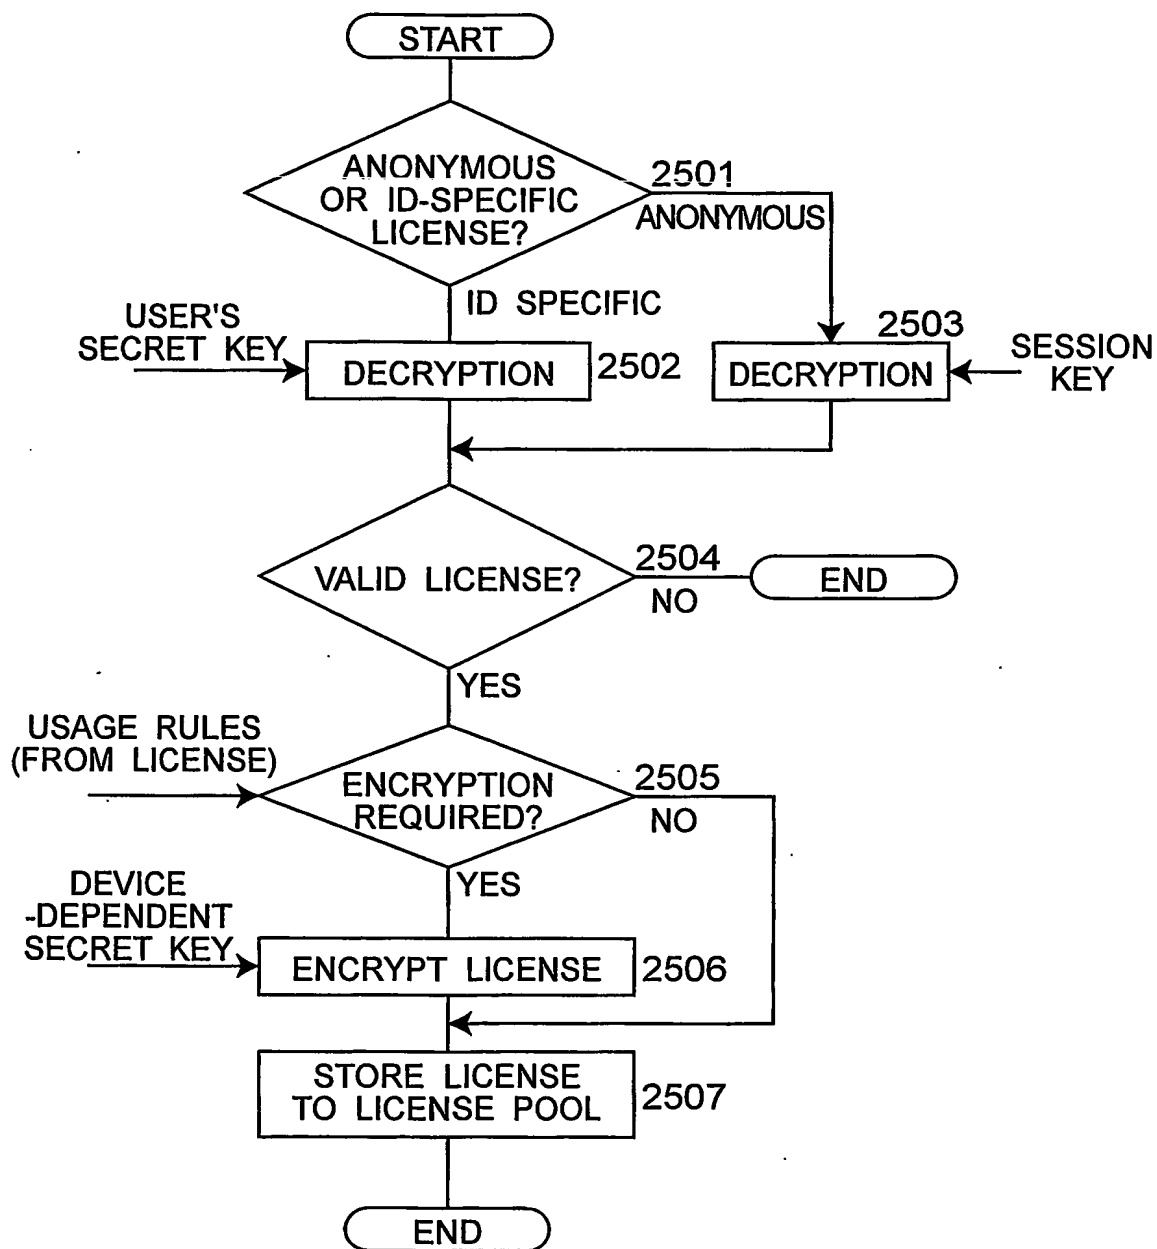 START
ANONYMOUS
OR ID-SPECIFIC
LICENSE?
2501
ANONYMOUS
ID SPECIFIC
USER'S
SECRET KEY
DECRYPTION
2502
2503
DECRYPTION
SESSION
KEY
VALID LICENSE?
2504
NO
END
YES
USAGE RULES
(FROM LICENSE)
ENCRYPTION
REQUIRED?
2505
NO
YES
DEVICE
-DEPENDENT
SECRET KEY
ENCRYPT LICENSE
2506
STORE LICENSE
TO LICENSE POOL
2507
END